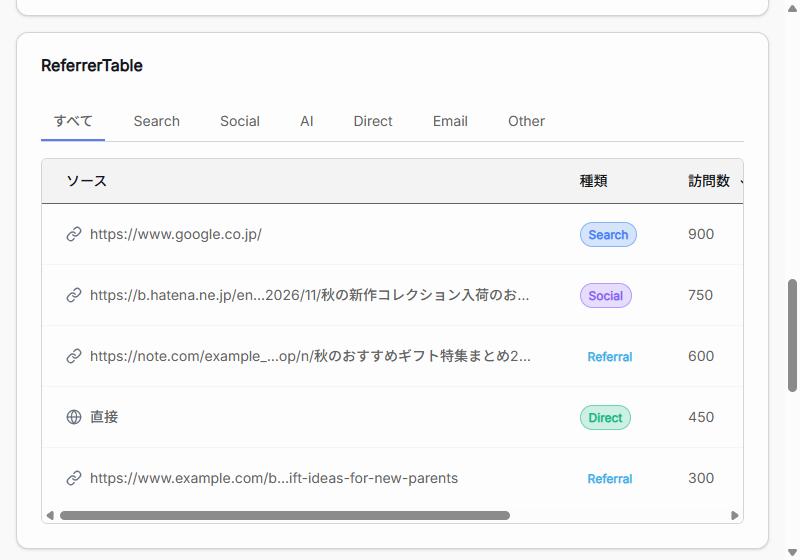 ReferrerTable
すべて Search Social AI Direct Email Other
ソース 種類 訪問数
https://www.google.co.jp/ Search 900
https://b.hatena.ne.jp/en...2026/11/秋の新作コレクション入荷のお... Social 750
https://note.com/example_...op/n/秋のおすすめギフト特集まとめ2... Referral 600
直接 Direct 450
https://www.example.com/b...ift-ideas-for-new-parents Referral 300